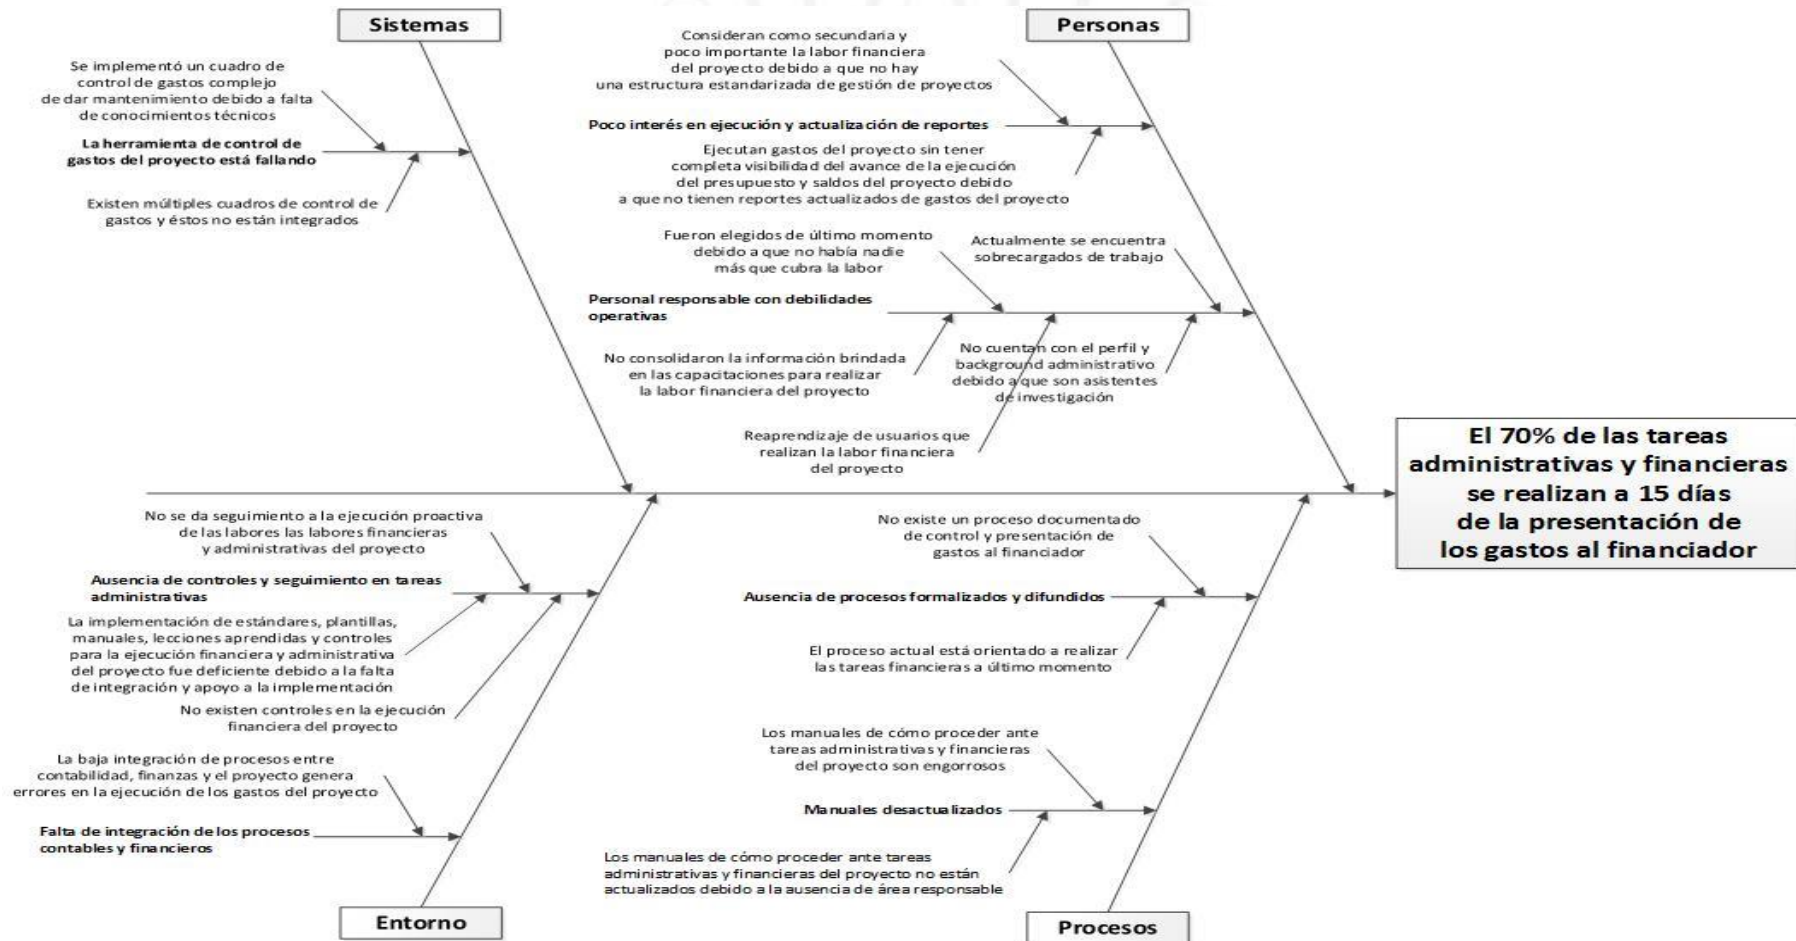 Sistemas
Se implementó un cuadro de
control de gastos complejo
de dar mantenimiento debido a falta
de conocimientos técnicos
La herramienta de control de
gastos del proyecto está fallando
Existen múltiples cuadros de control de
gastos y éstos no están integrados
Personas
Consideran como secundaria y
poco importante la labor financiera
del proyecto debido a que no hay
una estructura estandarizada de gestión de proyectos
Poco interés en ejecución y actualización de reportes
Ejecutan gastos del proyecto sin tener
completa visibilidad del avance de la ejecución
del presupuesto y saldos del proyecto debido
a que no tienen reportes actualizados de gastos del proyecto
Fueron elegidos de último momento
debido a que no había nadie
más que cubra la labor
Actualmente se encuentra
sobrecargados de trabajo
Personal responsable con debilidades
operativas
No consolidaron la información brindada
en las capacitaciones para realizar
la labor financiera del proyecto
No cuentan con el perfil y
background administrativo
debido a que son asistentes
de investigación
Reaprendizaje de usuarios que
realizan la labor financiera
del proyecto
El 70% de las tareas
administrativas y financieras
se realizan a 15 días
de la presentación de
los gastos al financiador
No se da seguimiento a la ejecución proactiva
de las labores las labores financieras
y administrativas del proyecto
Ausencia de controles y seguimiento en tareas
administrativas
La implementación de estándares, plantillas,
manuales, lecciones aprendidas y controles
para la ejecución financiera y administrativa
del proyecto fue deficiente debido a la falta
de integración y apoyo a la implementación
No existen controles en la ejecución
financiera del proyecto
La baja integración de procesos entre
contabilidad, finanzas y el proyecto genera
errores en la ejecución de los gastos del proyecto
Falta de integración de los procesos
contables y financieros
Entorno
No existe un proceso documentado
de control y presentación de
gastos al financiador
Ausencia de procesos formalizados y difundidos
El proceso actual está orientado a realizar
las tareas financieras a último momento
Los manuales de cómo proceder ante
tareas administrativas y financieras
del proyecto son engorrosos
Manuales desactualizados
Los manuales de cómo proceder ante tareas
administrativas y financieras del proyecto no están
actualizados debido a la ausencia de área responsable
Procesos